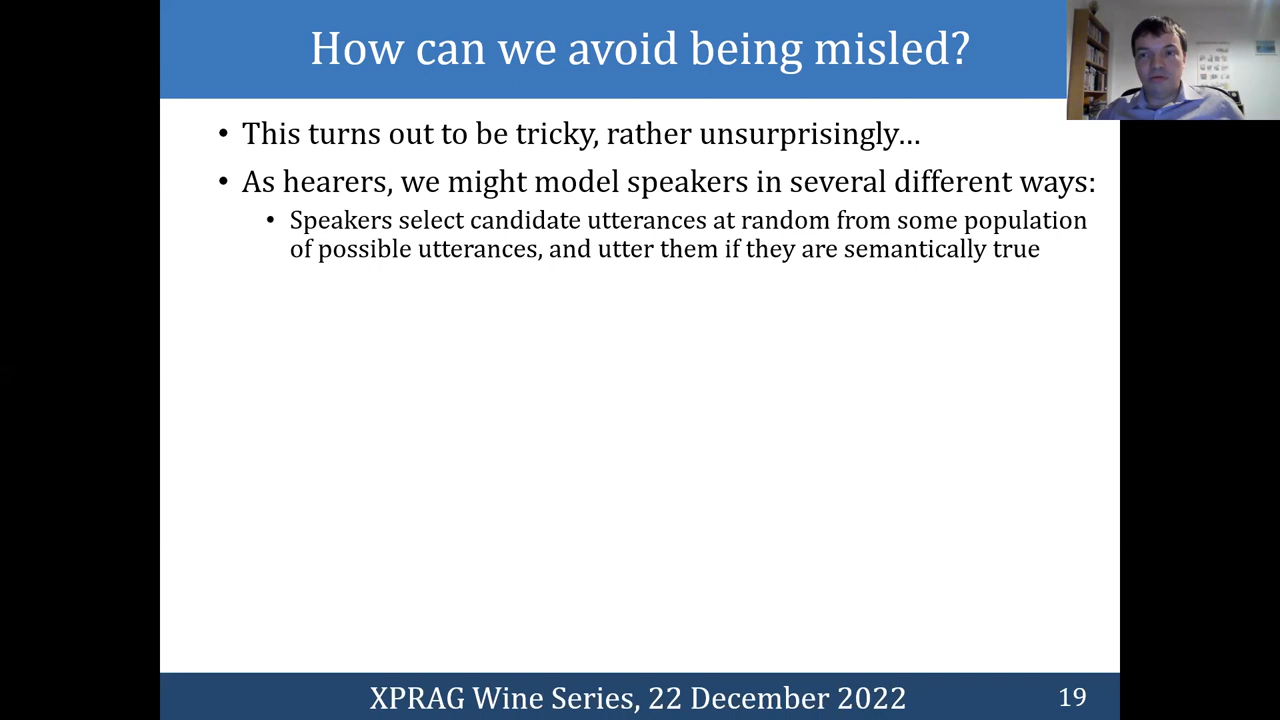 How can we avoid being misled?
• This turns out to be tricky, rather unsurprisingly...
• As hearers, we might model speakers in several different ways:
• Speakers select candidate utterances at random from some population
of possible utterances, and utter them if they are semantically true
XPRAG Wine Series, 22 December 2022
19